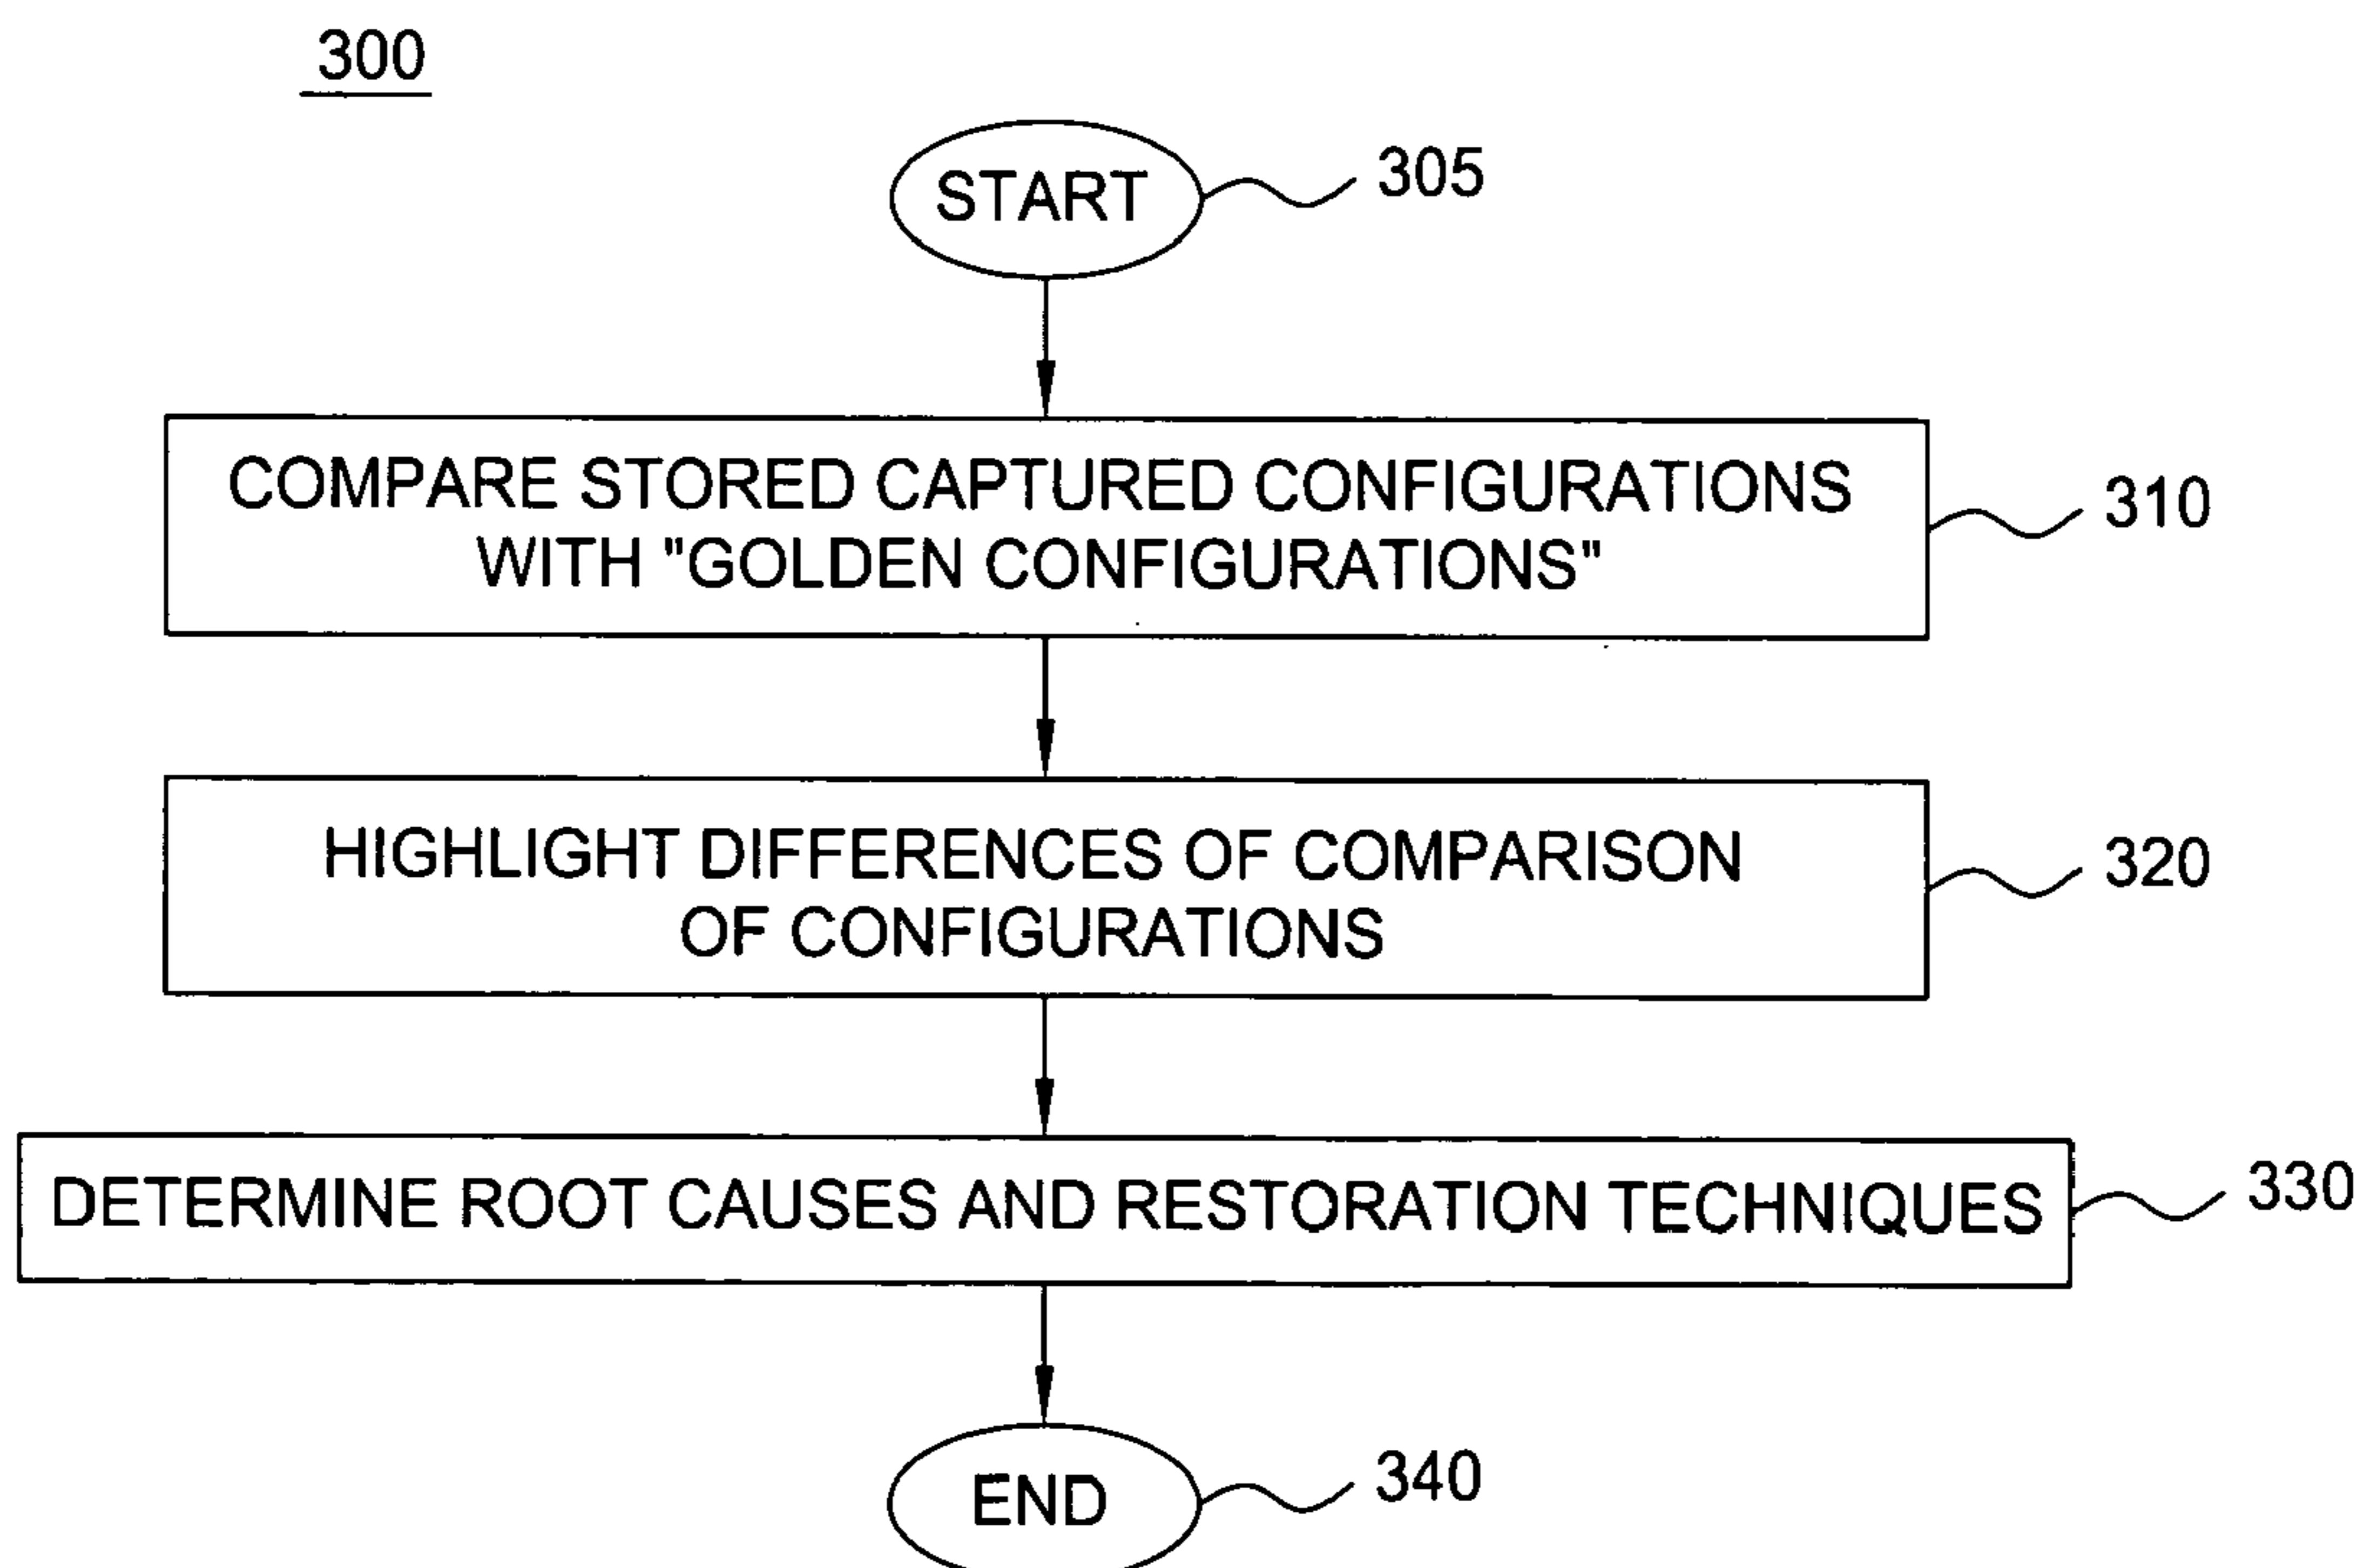 300
START
305
COMPARE STORED CAPTURED CONFIGURATIONS
WITH "GOLDEN CONFIGURATIONS"
310
HIGHLIGHT DIFFERENCES OF COMPARISON
OF CONFIGURATIONS
320
DETERMINE ROOT CAUSES AND RESTORATION TECHNIQUES
330
END
340